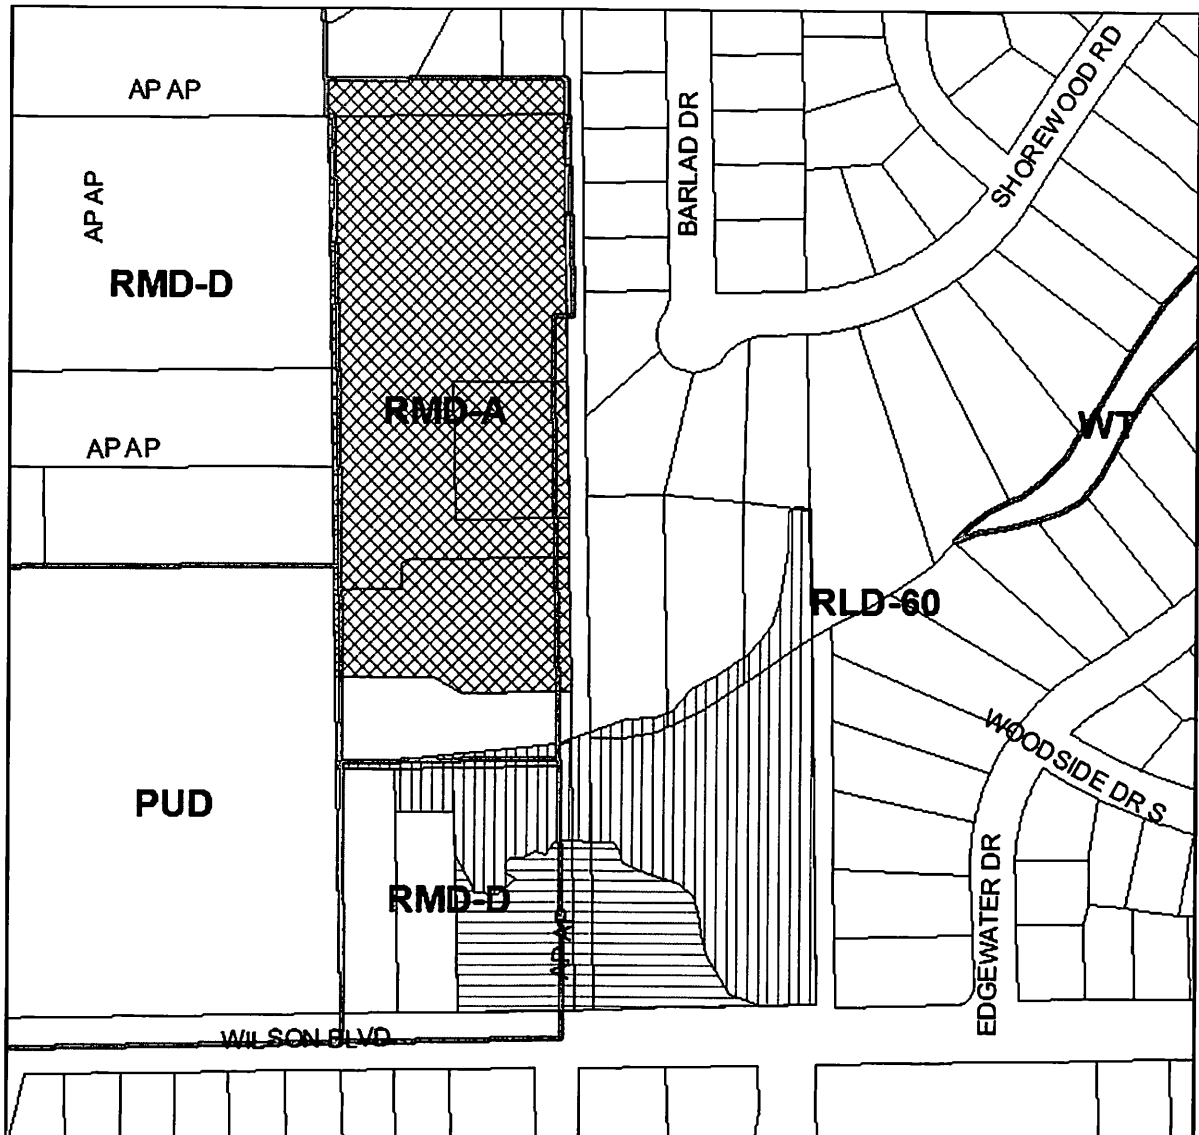 AP AP
BARLAD DR
SHOREWOOD RD
AP AP
RMD-D
RMD-A
WT
AP AP
RLD-60
WOODSIDE DR S
PUD
RMD-D
EDGEWATER DR
AP AP
WILSON BLVD